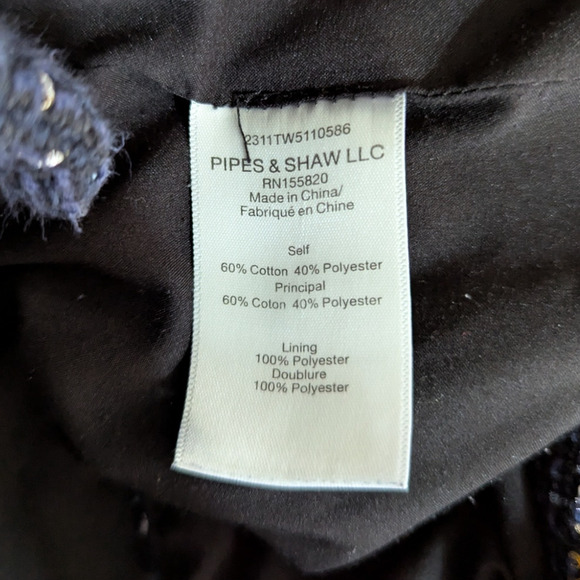 2311TW5110586
PIPES & SHAW LLC
RN155820
Made in China/
Fabriqué en Chine
Self
60% Cotton 40% Polyester
Principal
60% Coton 40% Polyester
Lining
100% Polyester
Doublure
100% Polyester